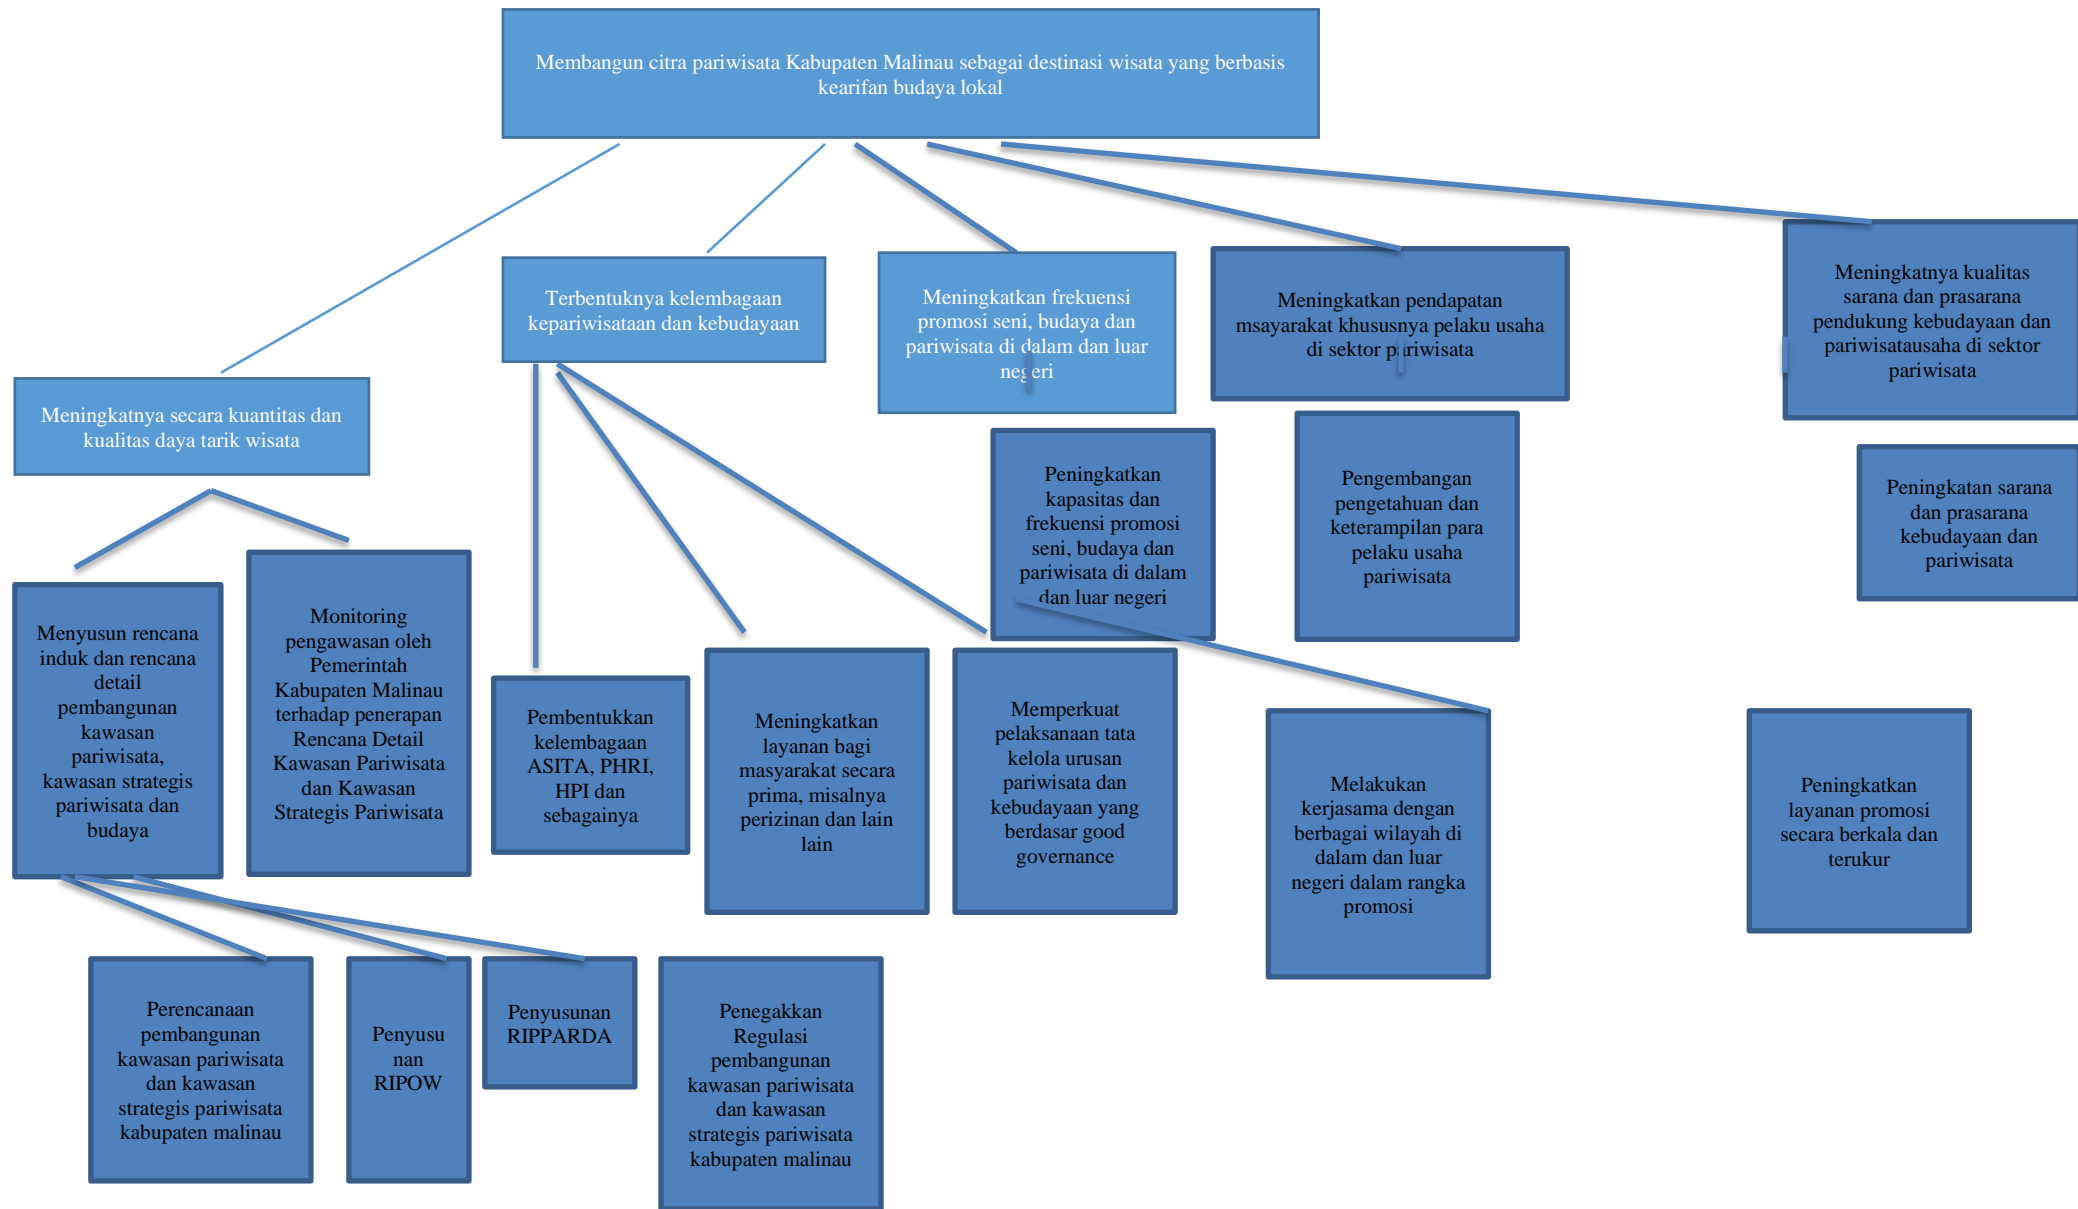 Membangun citra pariwisata Kabupaten Malinau sebagai destinasi wisata yang berbasis
kearifan budaya lokal
Meningkatnya secara kuantitas dan
kualitas daya tarik wisata
Terbentuknya kelembagaan
kepariwisataan dan kebudayaan
Meningkatkan frekuensi
promosi seni, budaya dan
pariwisata di dalam dan luar
negeri
Meningkatkan pendapatan
msayarakat khususnya pelaku usaha
di sektor pariwisata
Meningkatnya kualitas
sarana dan prasarana
pendukung kebudayaan dan
pariwisatausaha di sektor
pariwisata
Menyusun rencana
induk dan rencana
detail
pembangunan
kawasan
pariwisata,
kawasan strategis
pariwisata dan
budaya
Monitoring
pengawasan oleh
Pemerintah
Kabupaten Malinau
terhadap penerapan
Rencana Detail
Kawasan Pariwisata
dan Kawasan
Strategis Pariwisata
Pembentukkan
kelembagaan
ASITA, PHRI,
HPI dan
sebagainya
Meningkatkan
layanan bagi
masyarakat secara
prima, misalnya
perizinan dan lain
lain
Memperkuat
pelaksanaan tata
kelola urusan
pariwisata dan
kebudayaan yang
berdasar good
governance
Peningkatkan
kapasitas dan
frekuensi promosi
seni, budaya dan
pariwisata di dalam
dan luar negeri
Pengembangan
pengetahuan dan
keterampilan para
pelaku usaha
pariwisata
Peningkatan sarana
dan prasarana
kebudayaan dan
pariwisata
Melakukan
kerjasama dengan
berbagai wilayah di
dalam dan luar
negeri dalam rangka
promosi
Peningkatkan
layanan promosi
secara berkala dan
terukur
Perencanaan
pembangunan
kawasan pariwisata
dan kawasan
strategis pariwisata
kabupaten malinau
Penyusu
nan
RIPOW
Penyusunan
RIPPARDA
Penegakkan
Regulasi
pembangunan
kawasan pariwisata
dan kawasan
strategis pariwisata
kabupaten malinau